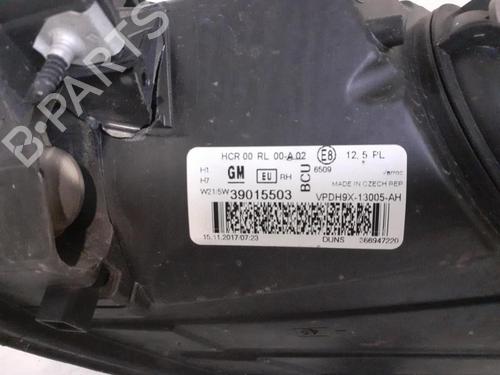 B-PARTS
HCR 00 RL 00-A 02 E8 12,5 PL
H1 GM EU RH BCU 6509
H7 MADE IN CZECH REP
W21/5W 39015503 VPDH9X-13005-AH
15.11.2017/07:23 DUNS 366947220